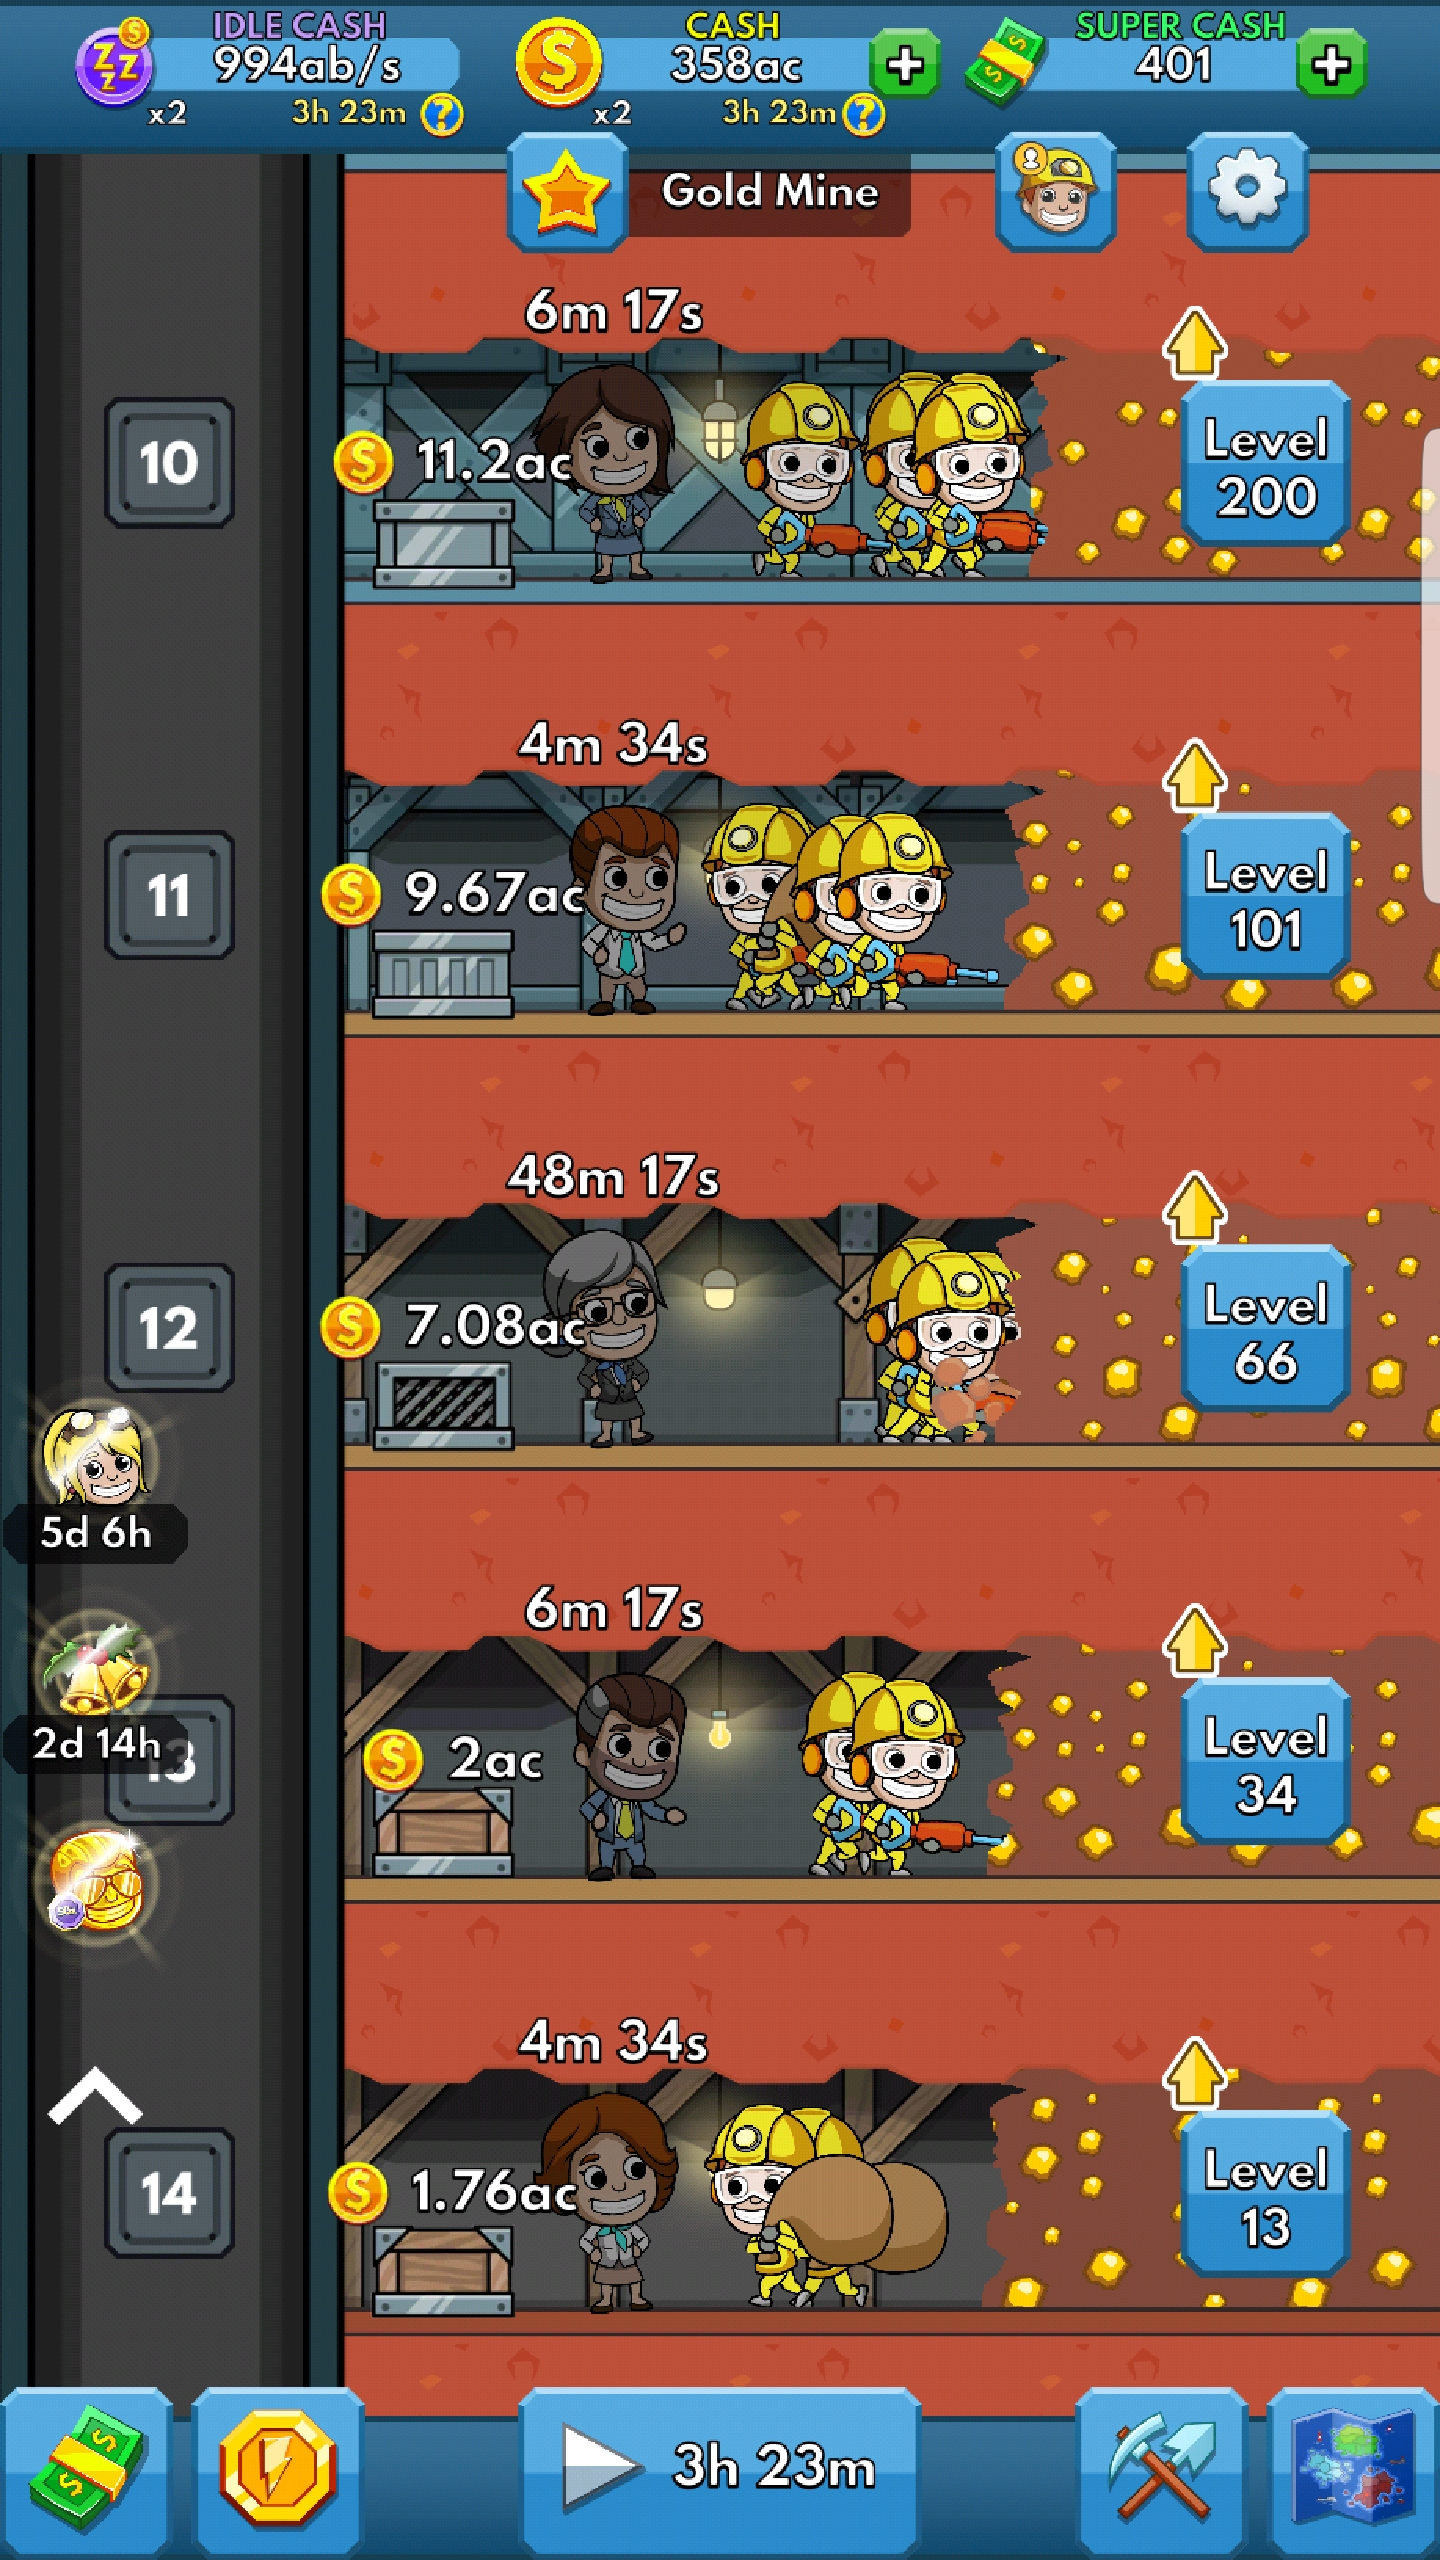 IDLE CASH
994ab/s
x2
3h 23m
?
CASH
358ac
x2
3h 23m
?
SUPER CASH
401
Gold Mine
6m 17s
10
11.2ac
Level
200
4m 34s
11
9.67ac
Level
101
48m 17s
12
7.08ac
Level
66
5d 6h
6m 17s
2d 14h
2ac
Level
34
4m 34s
14
1.76ac
Level
13
3h 23m